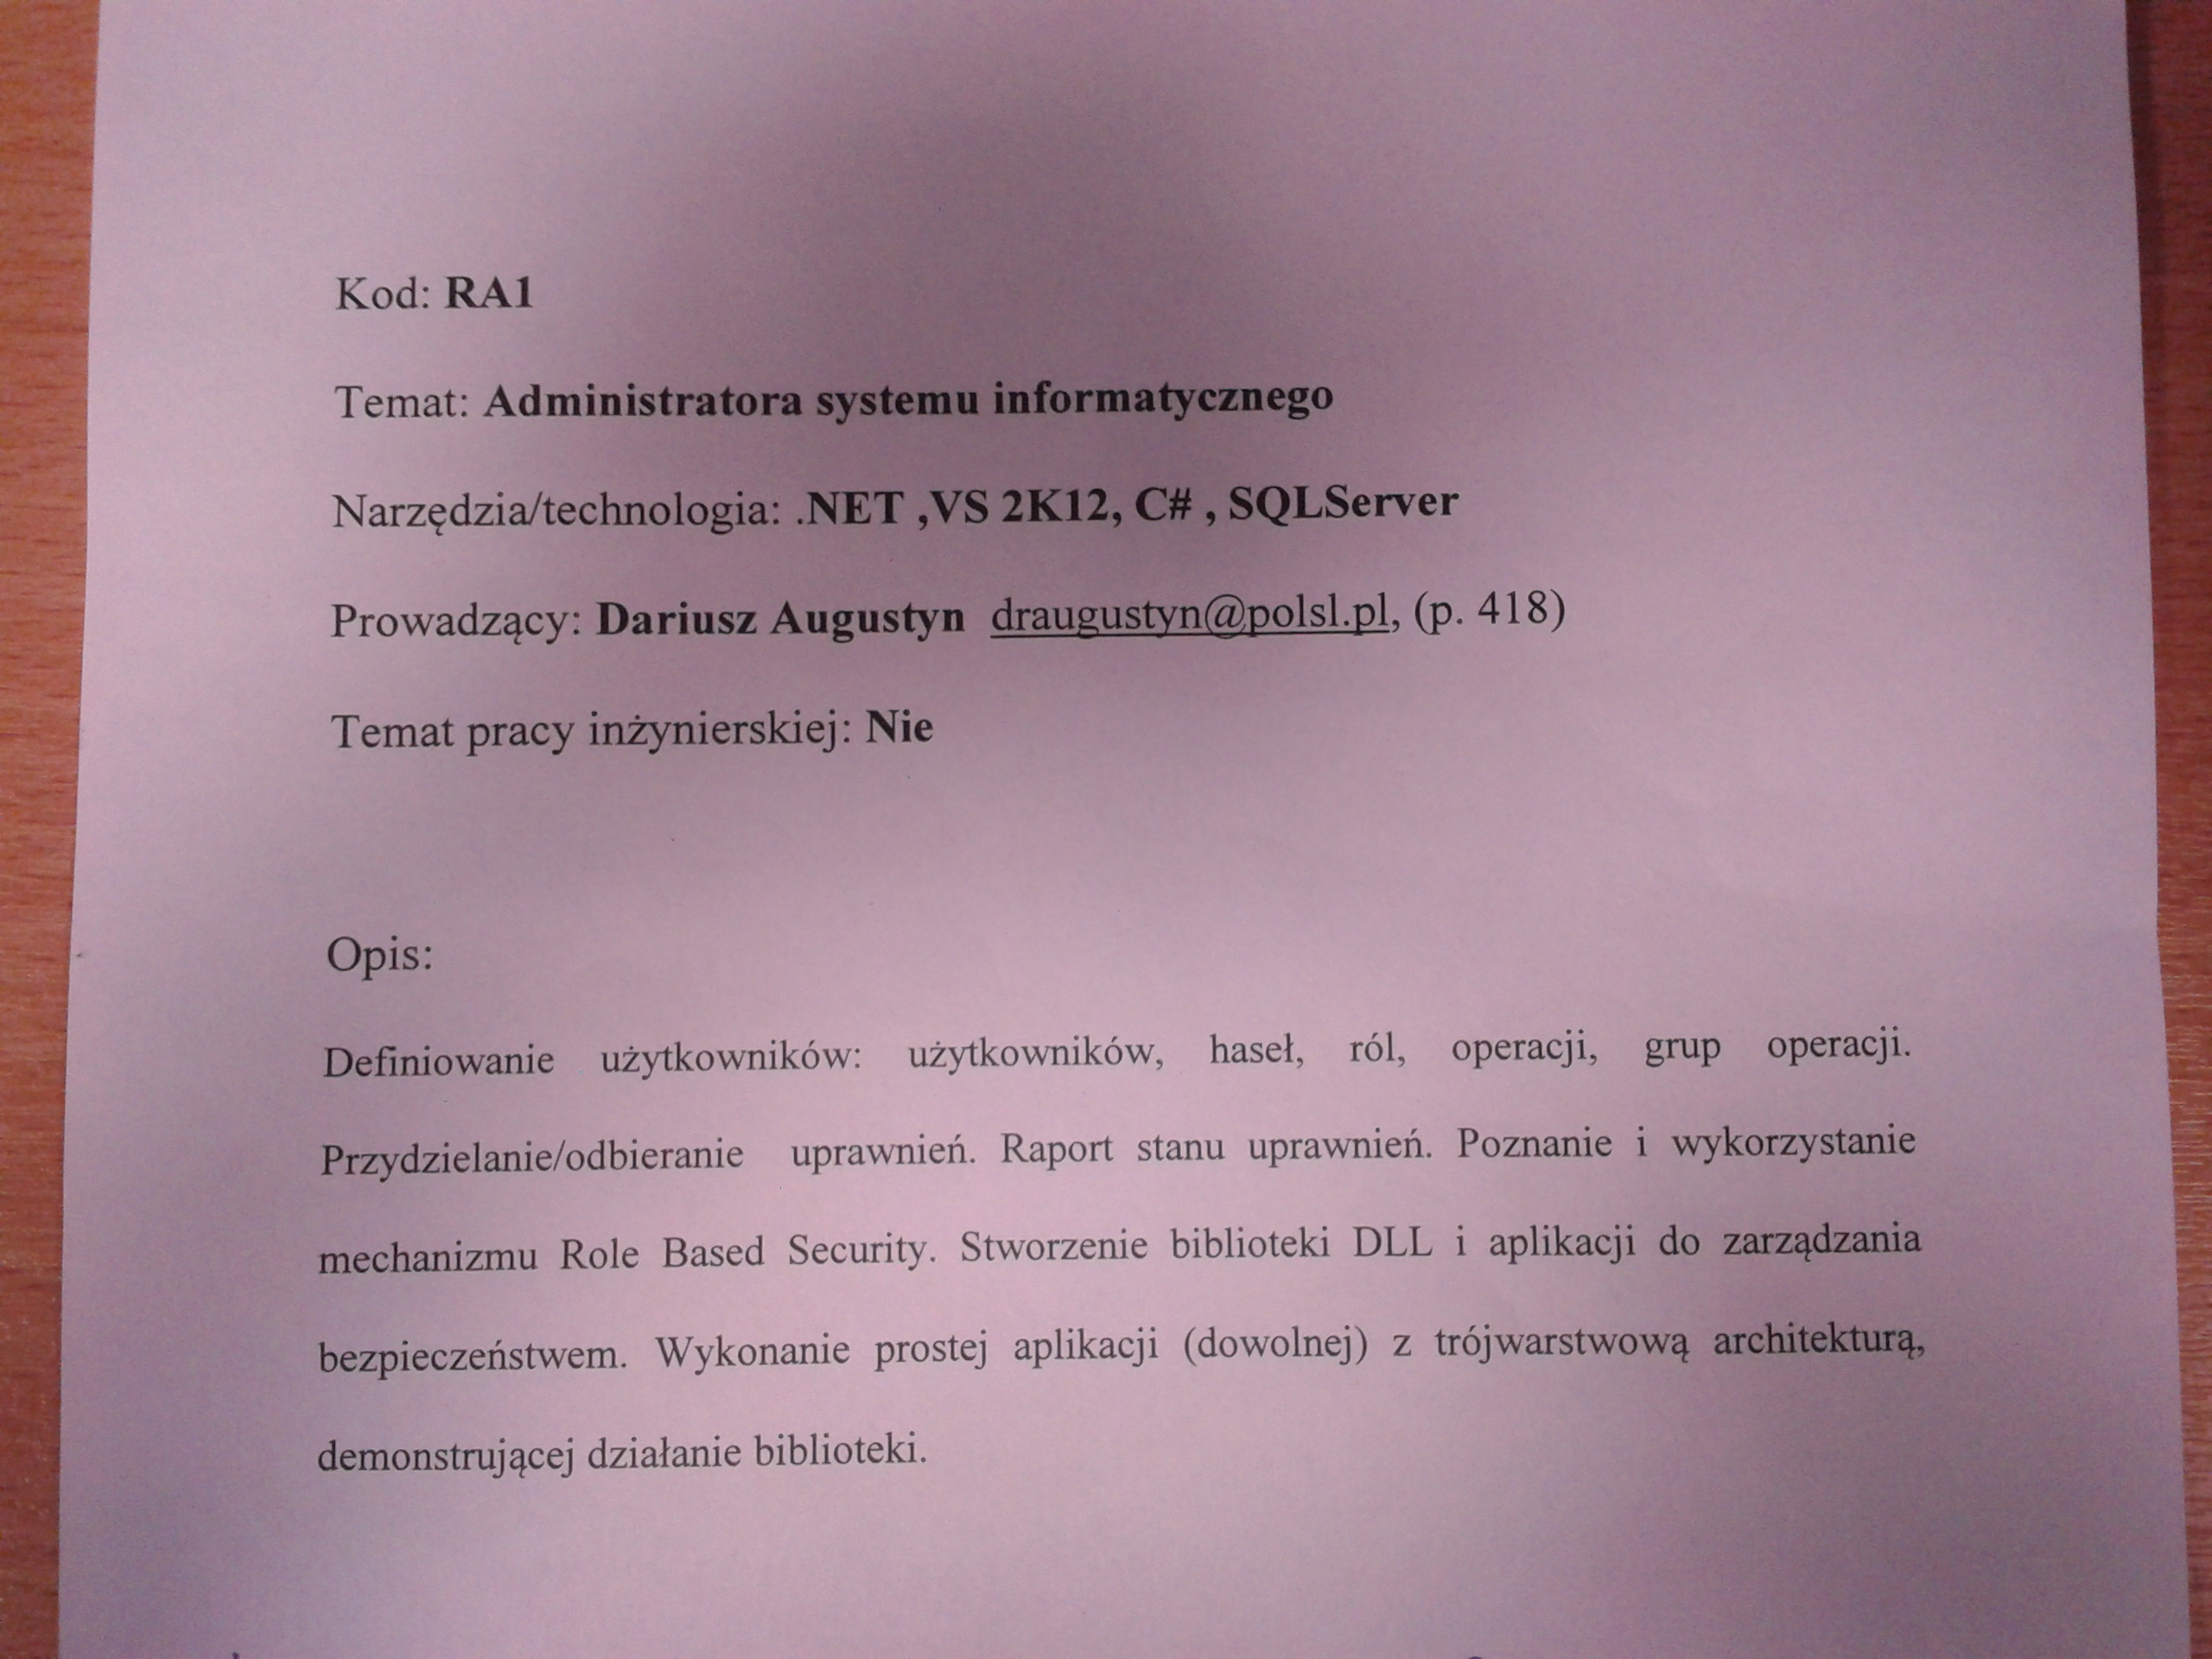 Kod: RA1
Temat: Administratora systemu informatycznego
Narzędzia/technologia: .NET ,VS 2K12, C# , SQLServer
Prowadzący: Dariusz Augustyn  draugustyn@polsl.pl, (p. 418)
Temat pracy inżynierskiej: Nie
Opis:
Definiowanie użytkowników: użytkowników, haseł, ról, operacji, grup operacji.
Przydzielanie/odbieranie uprawnień. Raport stanu uprawnień. Poznanie i wykorzystanie
mechanizmu Role Based Security. Stworzenie biblioteki DLL i aplikacji do zarządzania
bezpieczeństwem. Wykonanie prostej aplikacji (dowolnej) z trójwarstwową architekturą,
demonstrującej działanie biblioteki.